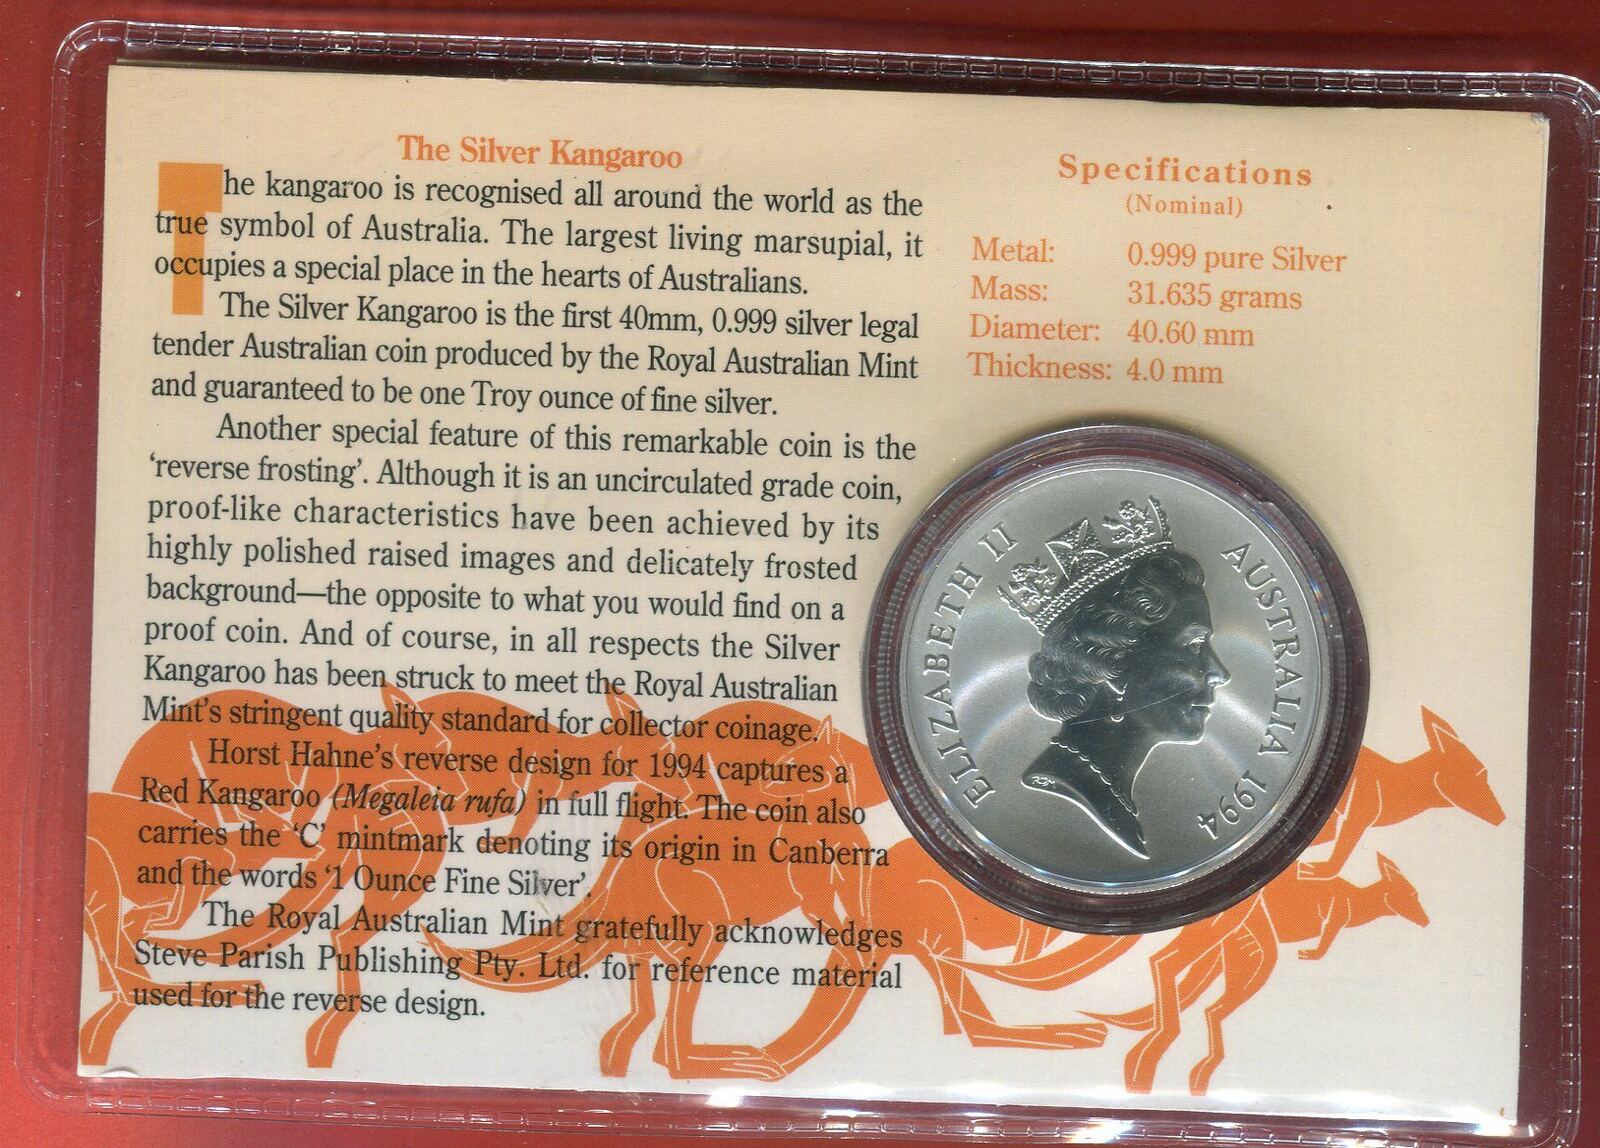 The Silver Kangaroo
The kangaroo is recognised all around the world as the
true symbol of Australia. The largest living marsupial, it
occupies a special place in the hearts of Australians.
The Silver Kangaroo is the first 40mm, 0.999 silver legal
tender Australian coin produced by the Royal Australian Mint
and guaranteed to be one Troy ounce of fine silver.
Another special feature of this remarkable coin is the
‘reverse frosting’. Although it is an uncirculated grade coin,
proof-like characteristics have been achieved by its
highly polished raised images and delicately frosted
background—the opposite to what you would find on a
proof coin. And of course, in all respects the Silver
Kangaroo has been struck to meet the Royal Australian
Mint’s stringent quality standard for collector coinage.
Horst Hahne’s reverse design for 1994 captures a
Red Kangaroo (Megaleia rufa) in full flight. The coin also
carries the ‘C’ mintmark denoting its origin in Canberra
and the words ‘1 Ounce Fine Silver’.
The Royal Australian Mint gratefully acknowledges
Steve Parish Publishing Pty. Ltd. for reference material
used for the reverse design.
Specifications
(Nominal)
Metal: 0.999 pure Silver
Mass: 31.635 grams
Diameter: 40.60 mm
Thickness: 4.0 mm
ELIZABETH II
AUSTRALIA 1994
RDM